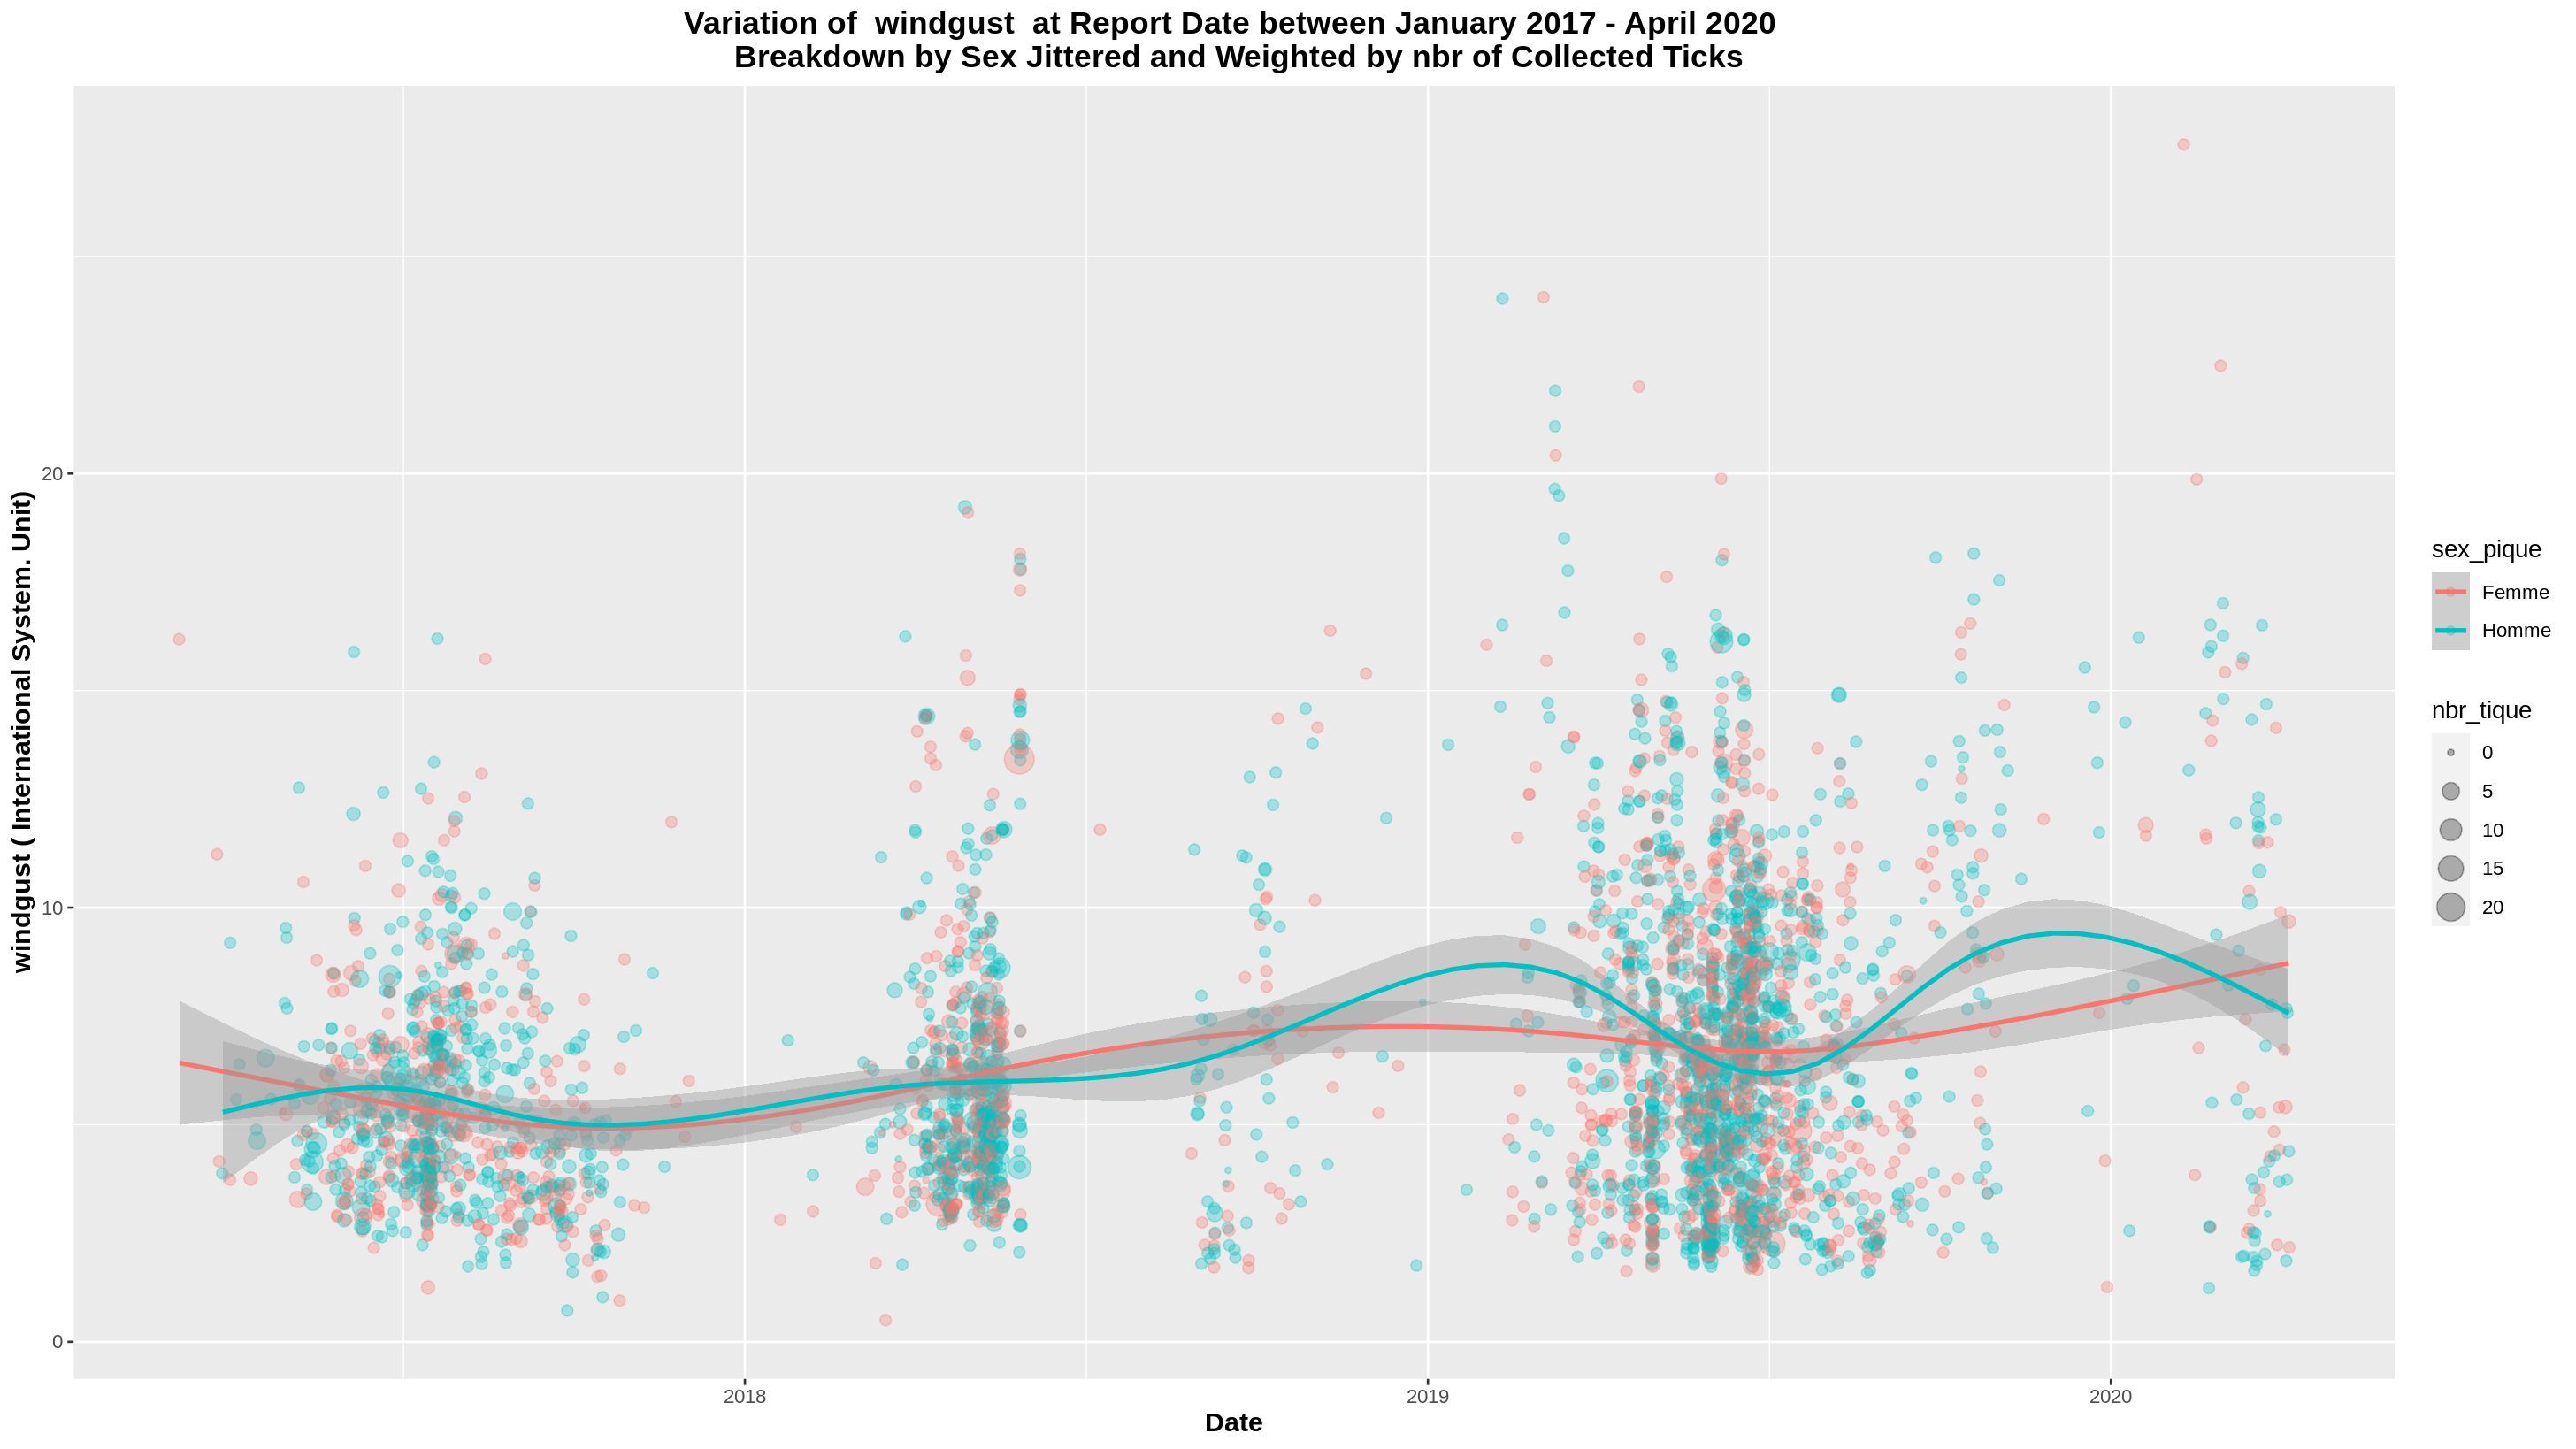 Variation of  windgust  at Report Date between January 2017 - April 2020
Breakdown by Sex Jittered and Weighted by nbr of Collected Ticks
windgust ( International System. Unit)
20
10
0
2018
2019
2020
Date
sex_pique
Femme
Homme
nbr_tique
0
5
10
15
20